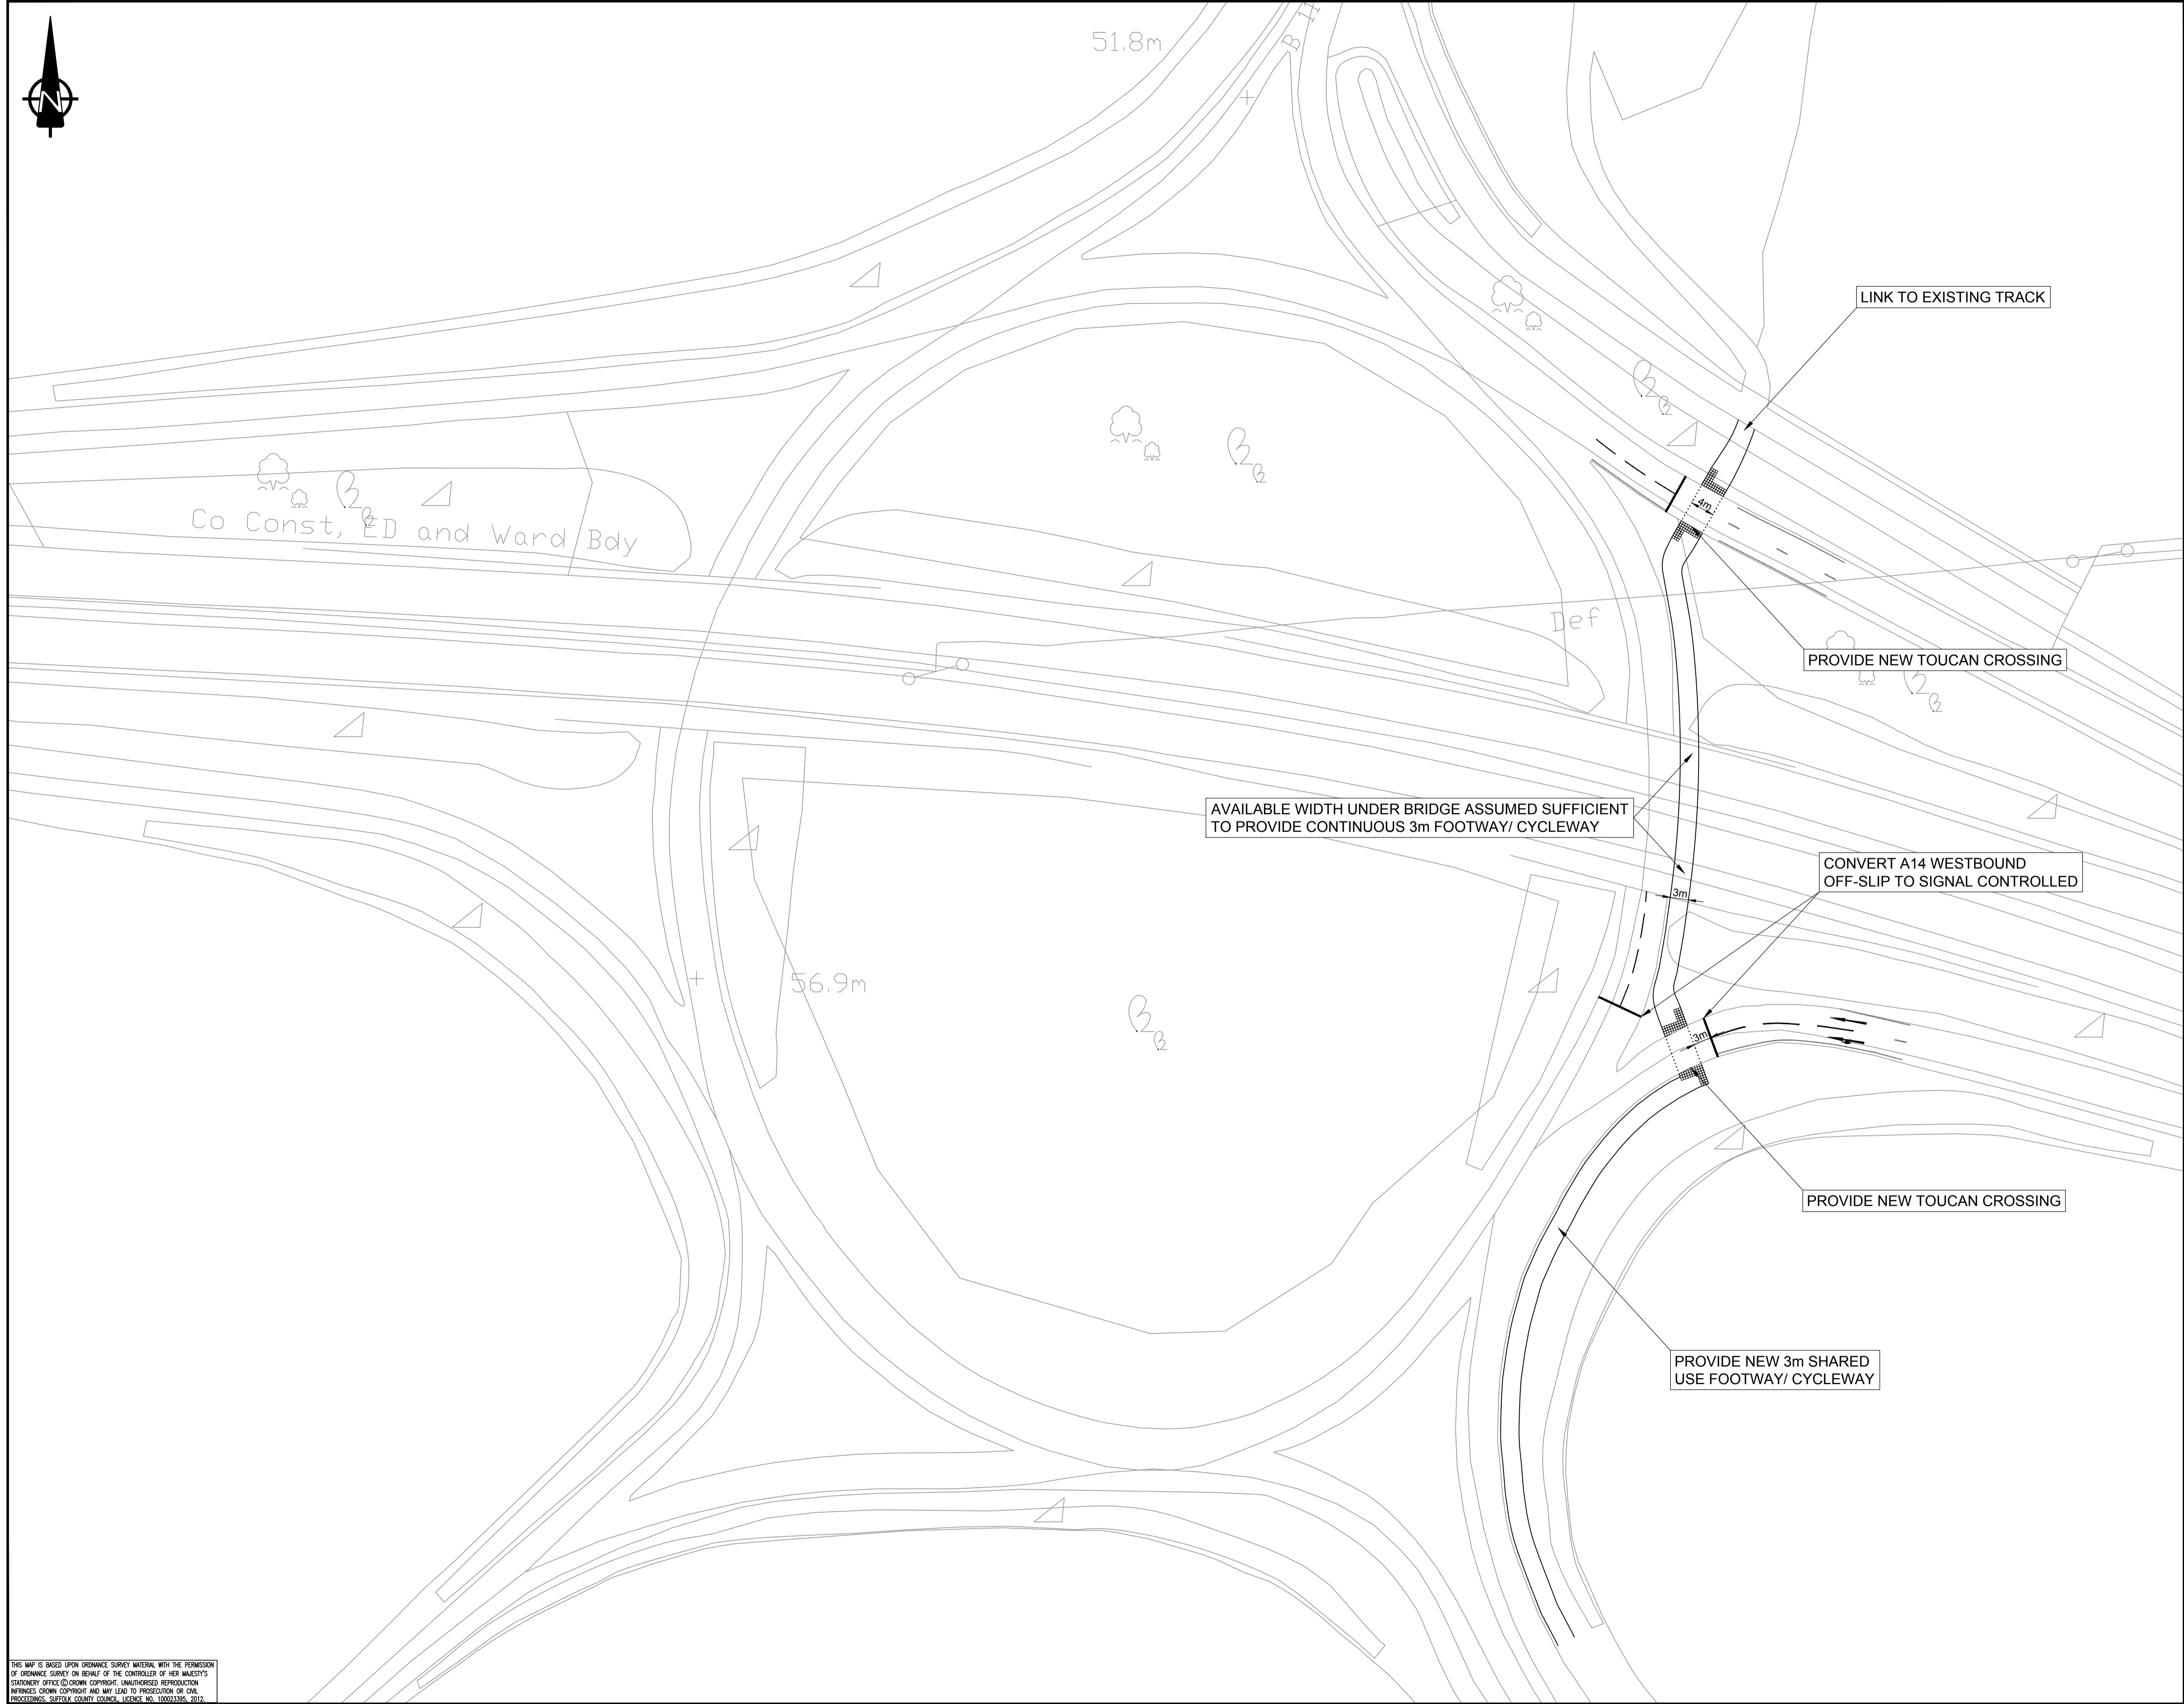 51.8m
B 11
N
LINK TO EXISTING TRACK
4m
Co Const, ED and Ward Bdy
Def
PROVIDE NEW TOUCAN CROSSING
AVAILABLE WIDTH UNDER BRIDGE ASSUMED SUFFICIENT
TO PROVIDE CONTINUOUS 3m FOOTWAY/ CYCLEWAY
CONVERT A14 WESTBOUND
OFF-SLIP TO SIGNAL CONTROLLED
3m
56.9m
3m
PROVIDE NEW TOUCAN CROSSING
PROVIDE NEW 3m SHARED
USE FOOTWAY/ CYCLEWAY
THIS MAP IS BASED UPON ORDNANCE SURVEY MATERIAL WITH THE PERMISSION
OF ORDNANCE SURVEY ON BEHALF OF THE CONTROLLER OF HER MAJESTY'S
STATIONERY OFFICE © CROWN COPYRIGHT. UNAUTHORISED REPRODUCTION
INFRINGES CROWN COPYRIGHT AND MAY LEAD TO PROSECUTION OR CIVIL
PROCEEDINGS. SUFFOLK COUNTY COUNCIL, LICENCE NO. 100023395, 2012.